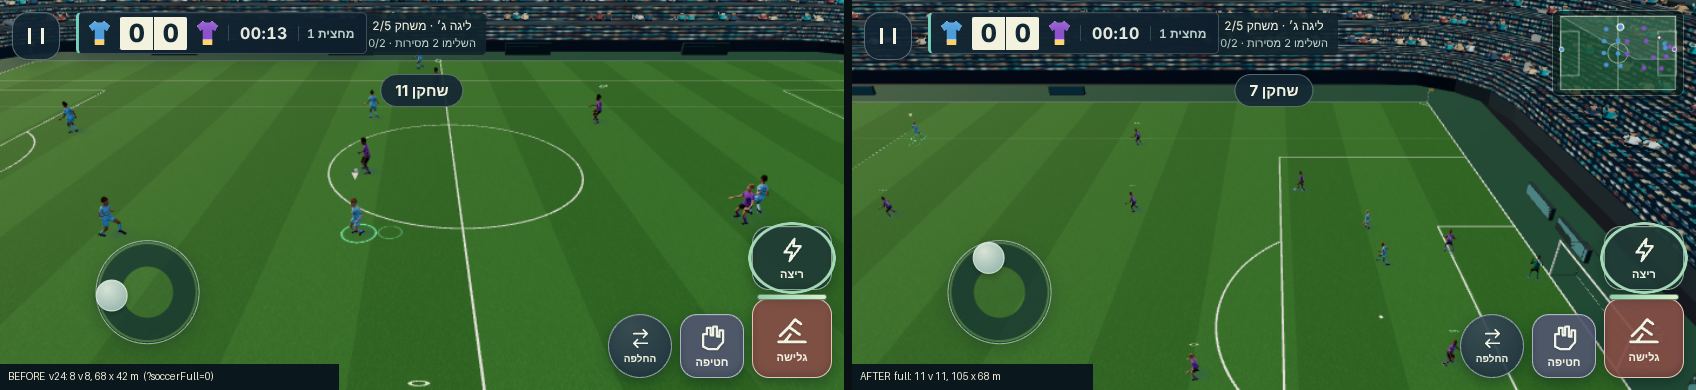 0 0 00:13 מחצית 1
ליגה ג׳ · משחק 2/5
השלימו 2 מסירות · 0/2
שחקן 11
ריצה
גלישה
חטיפה
החלפה
BEFORE v24: 8 v 8, 68 x 42 m (?soccerFull=0)
0 0 00:10 מחצית 1
ליגה ג׳ · משחק 2/5
השלימו 2 מסירות · 0/2
שחקן 7
ריצה
גלישה
חטיפה
החלפה
AFTER full: 11 v 11, 105 x 68 m